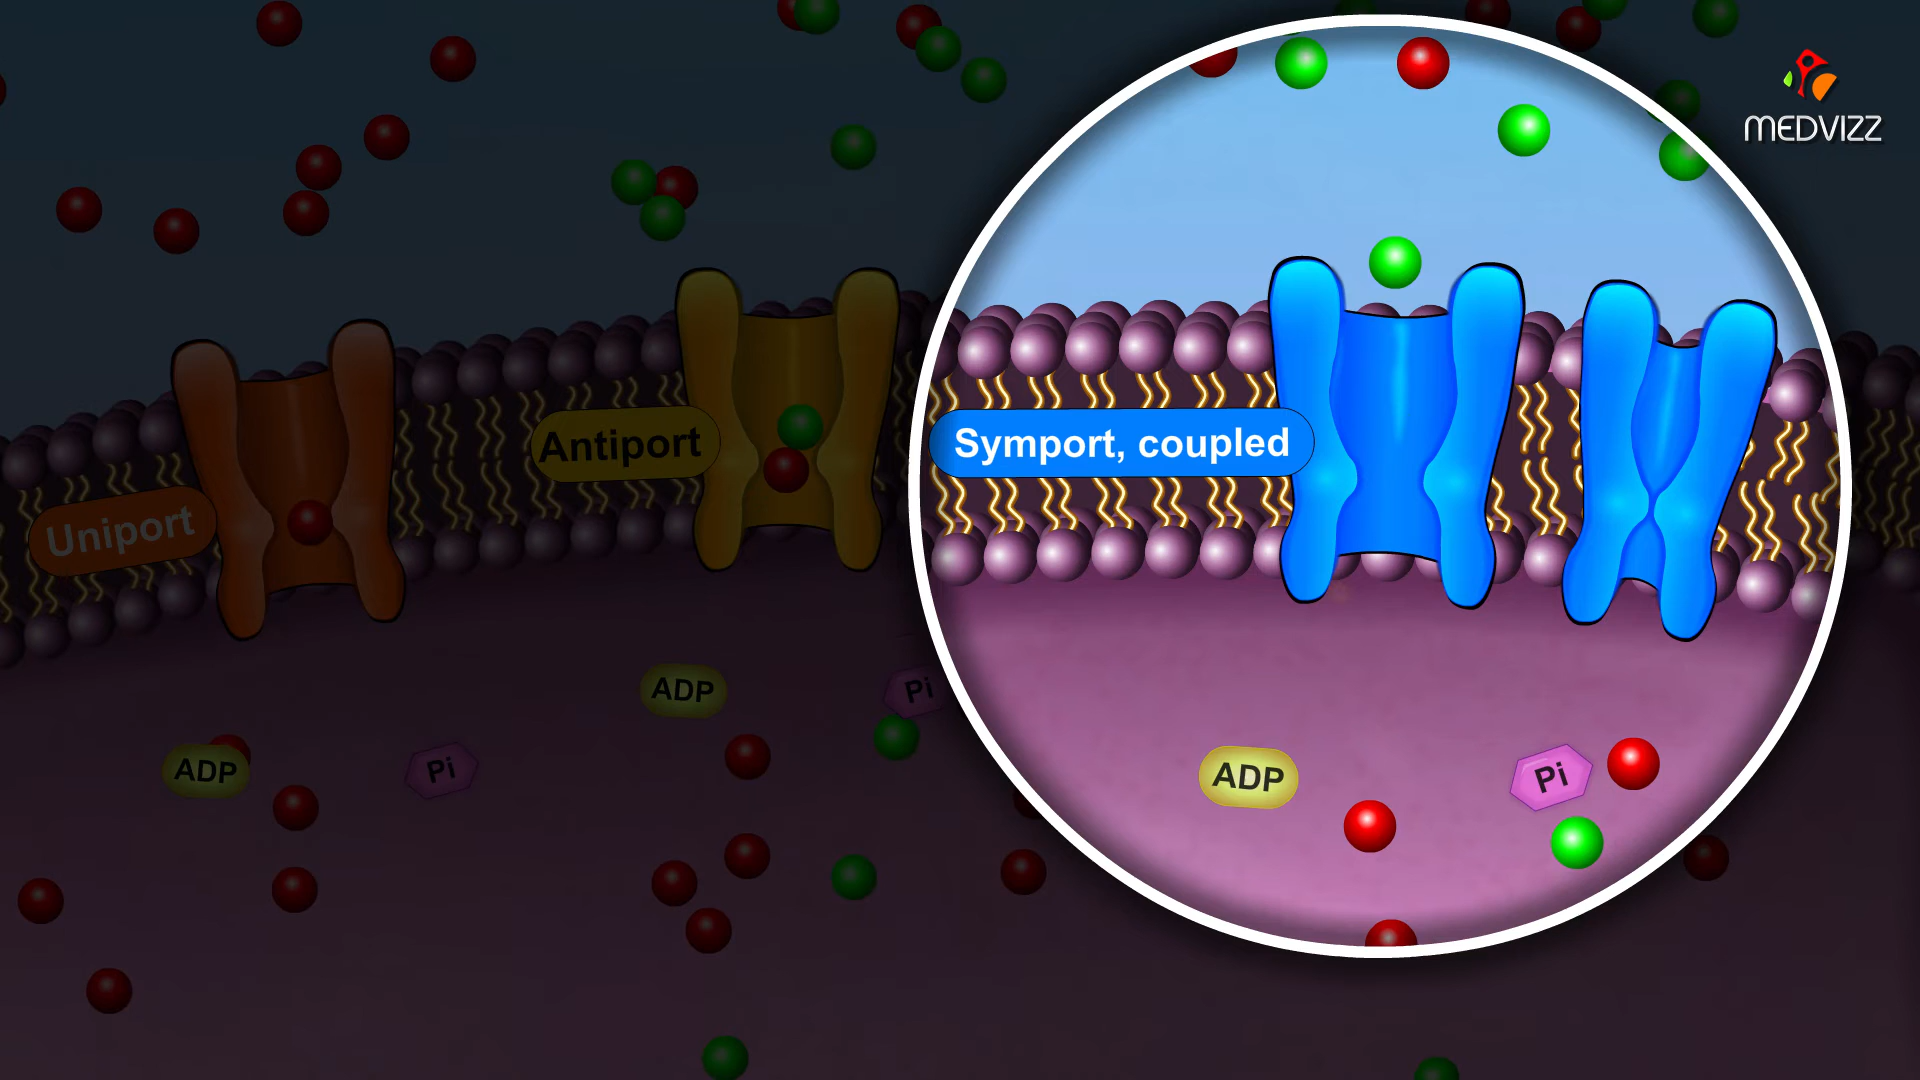 MEDVIZZ
Antiport
Symport, coupled
Uniport
ADP
Pi
ADP
Pi
ADP
Pi